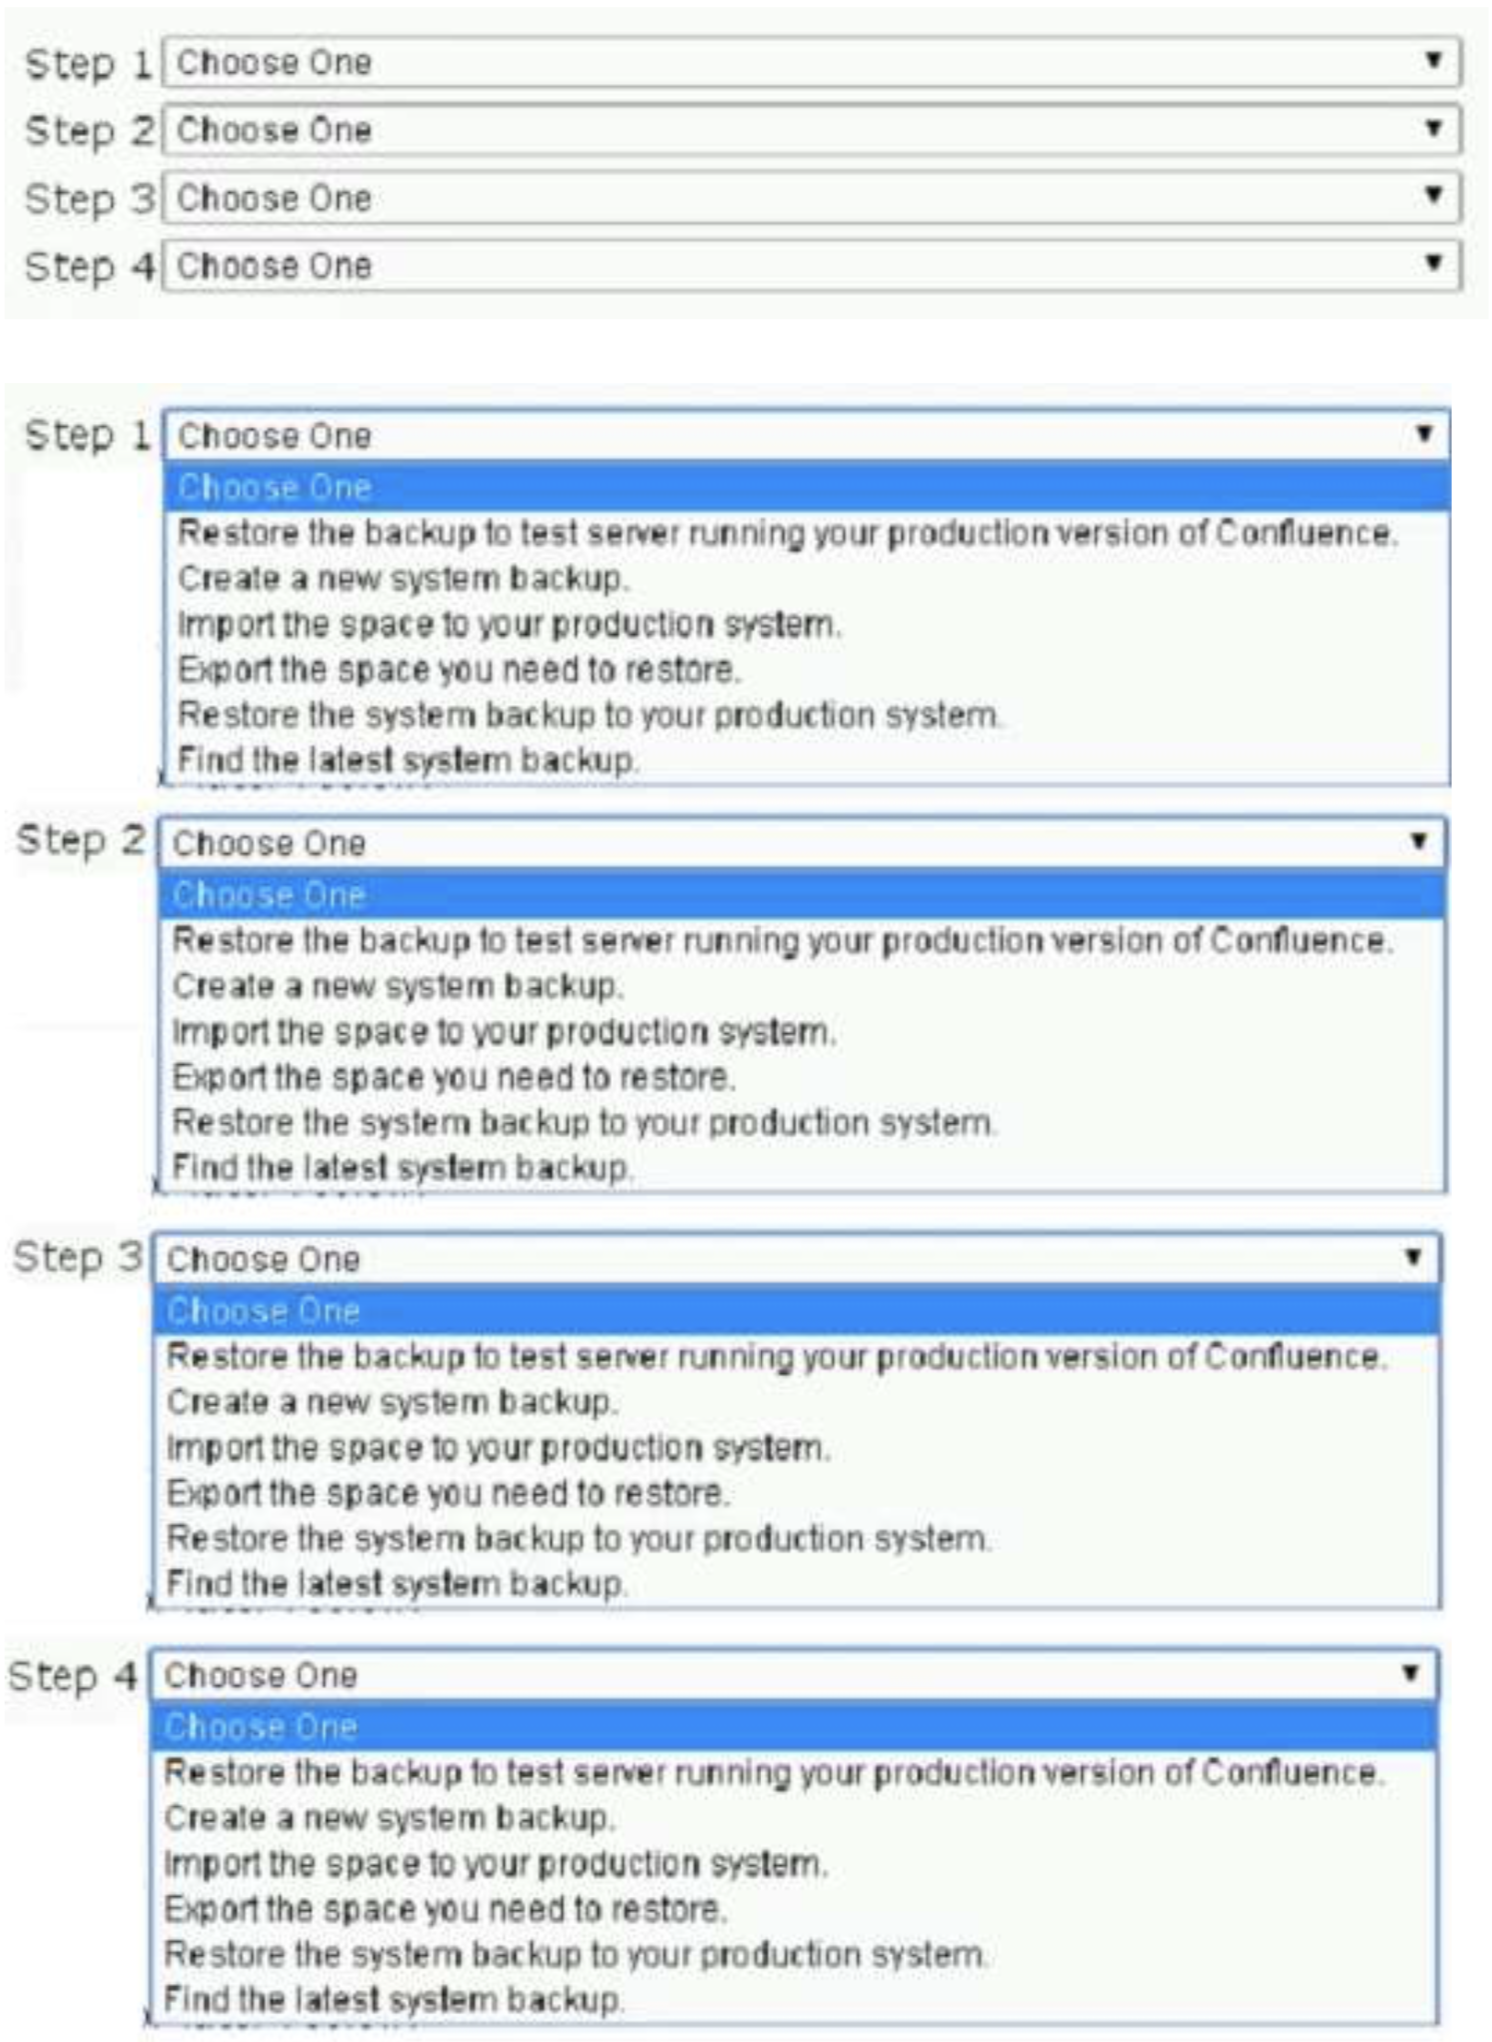 Step 1 Choose One
Step 2 Choose One
Step 3 Choose One
Step 4 Choose One
Step 1 Choose One
Choose One
Restore the backup to test server running your production version of Confluence.
Create a new system backup.
Import the space to your production system.
Export the space you need to restore.
Restore the system backup to your production system.
Find the latest system backup.
Step 2 Choose One
Choose One
Restore the backup to test server running your production version of Confluence.
Create a new system backup.
Import the space to your production system.
Export the space you need to restore.
Restore the system backup to your production system.
Find the latest system backup.
Step 3 Choose One
Choose One
Restore the backup to test server running your production version of Confluence.
Create a new system backup.
Import the space to your production system.
Export the space you need to restore.
Restore the system backup to your production system.
Find the latest system backup.
Step 4 Choose One
Choose One
Restore the backup to test server running your production version of Confluence.
Create a new system backup.
Import the space to your production system.
Export the space you need to restore.
Restore the system backup to your production system.
Find the latest system backup.